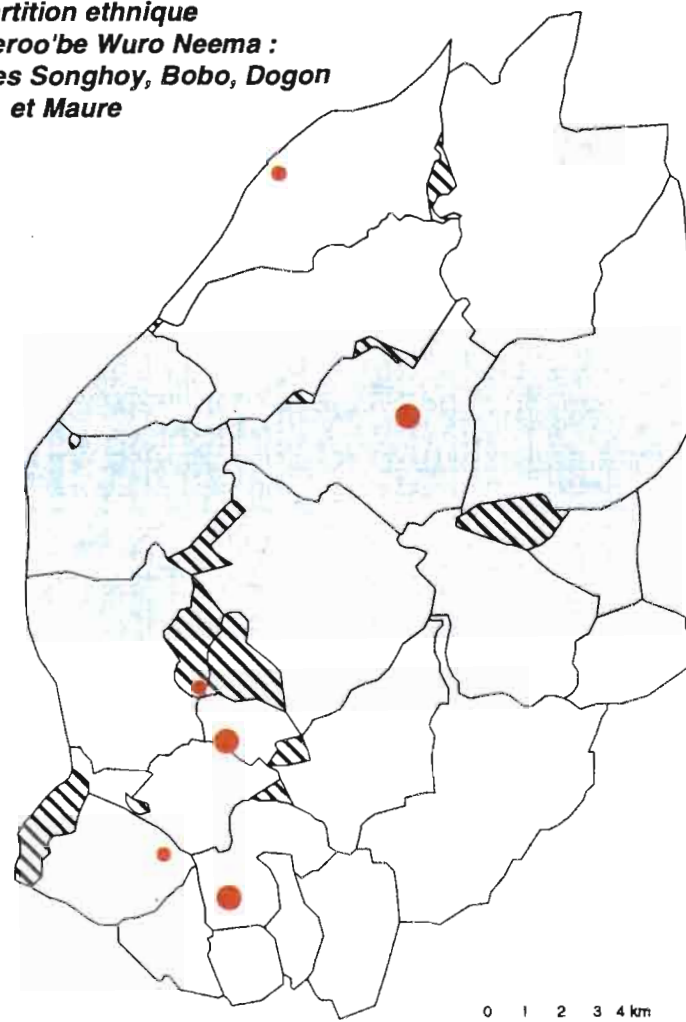 rtition ethnique
eroo'be Wuro Neema :
es Songhoy, Bobo, Dogon
et Maure
0 1 2 3 4 km